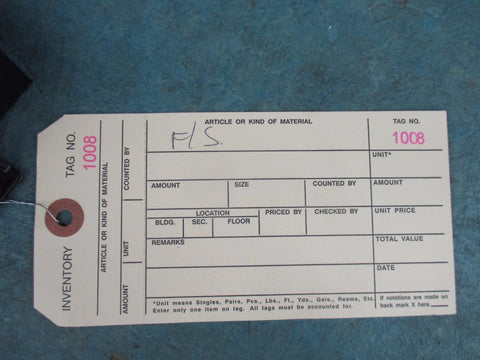 INVENTORY
TAG NO.
1008
ARTICLE OR KIND OF MATERIAL
AMOUNT UNIT COUNTED BY
ARTICLE OR KIND OF MATERIAL
F/S.
TAG NO.
1008
UNIT*
AMOUNT SIZE COUNTED BY AMOUNT
LOCATION PRICED BY CHECKED BY UNIT PRICE
BLDG. SEC. FLOOR
REMARKS TOTAL VALUE
DATE
*Unit means Singles, Pairs, Pcs., Lbs., Ft., Yds., Gals., Reams, Etc.
Enter only one item on tag. All tags must be accounted for.
If notations are made on
back mark X here